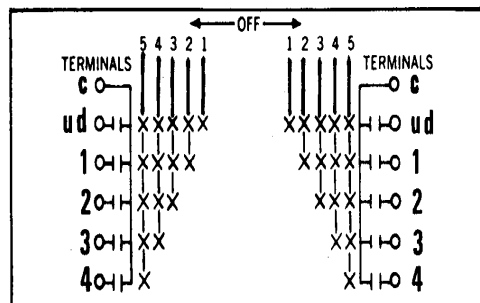 OFF
5 4 3 2 1 1 2 3 4 5
TERMINALS TERMINALS
c c
ud X X X X X X X X X X ud
1 X X X X X X X X 1
2 X X X X X X 2
3 X X X X 3
4 X X 4